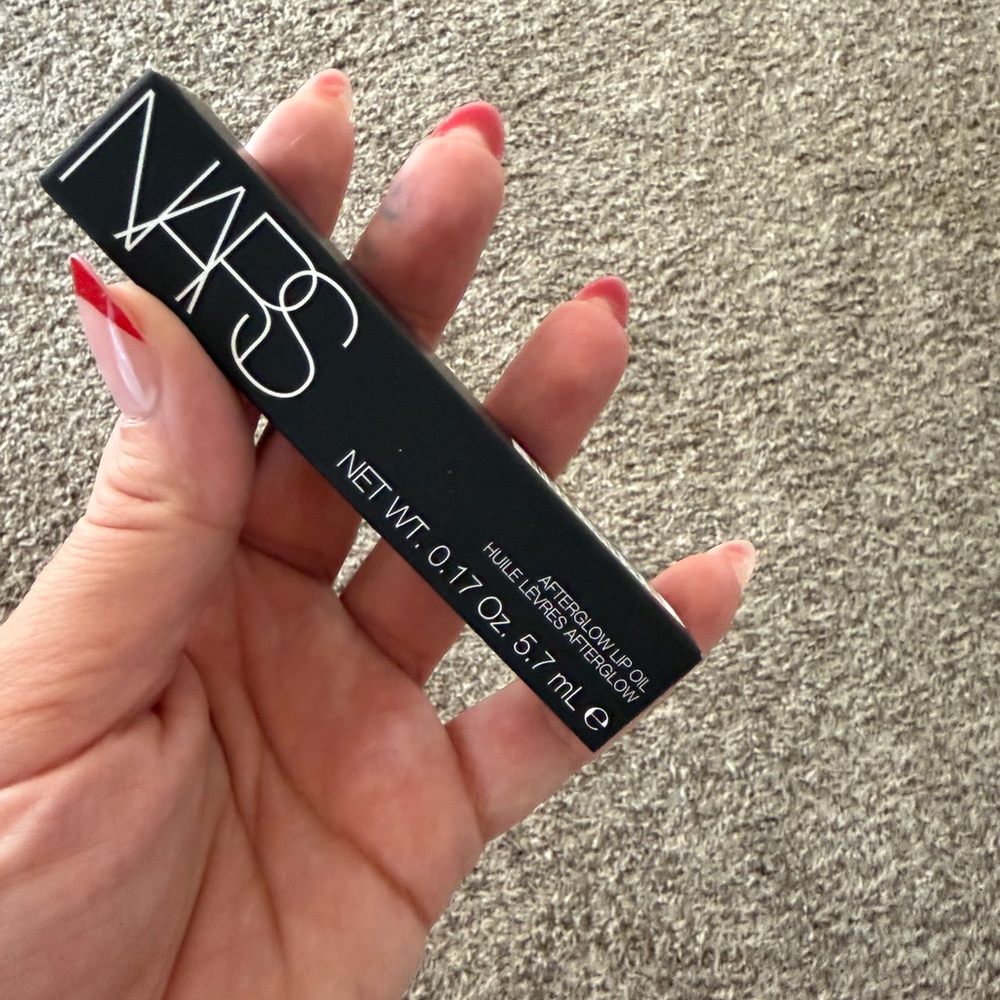 NARS
AFTERGLOW LIP OIL
HUILE LÈVRES AFTERGLOW
NET WT. 0.17 Oz. 5.7 mL e